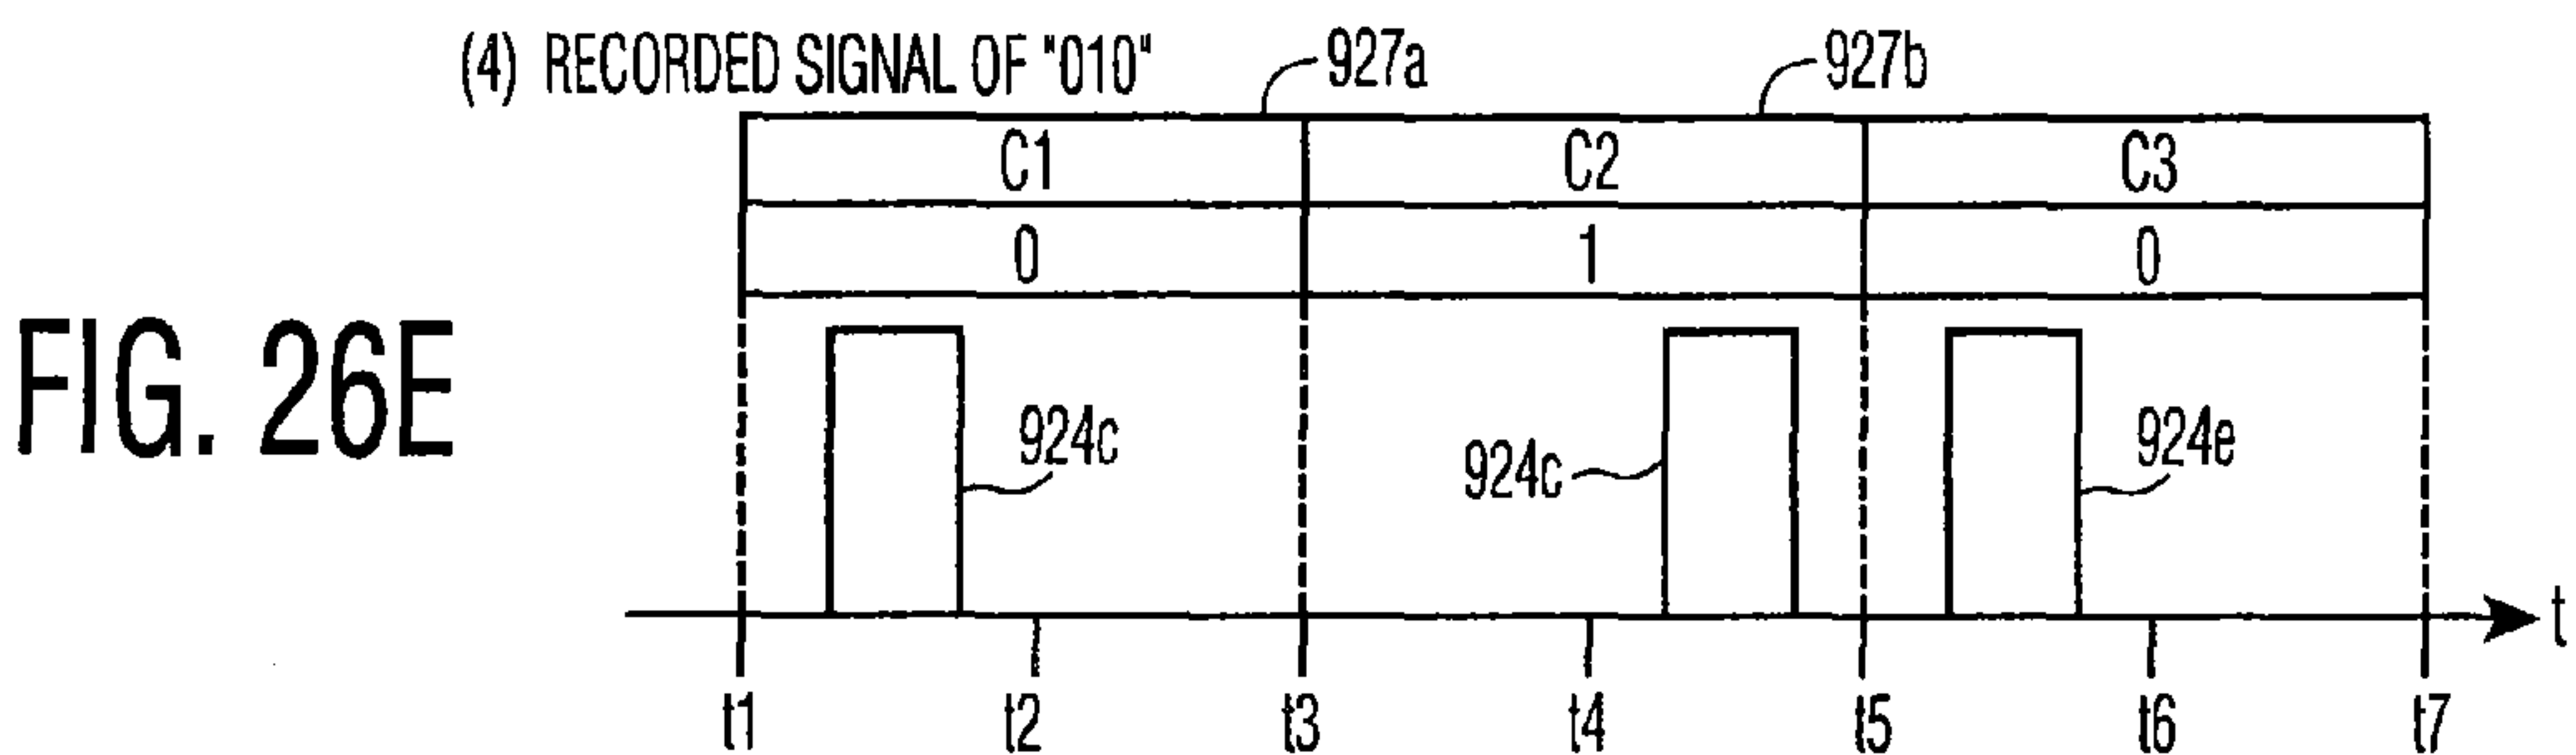 (4) RECORDED SIGNAL OF "010"
927a 927b
C1 C2 C3
0 1 0
FIG. 26E
924c 924c 924e
t
t1 t2 t3 t4 t5 t6 t7